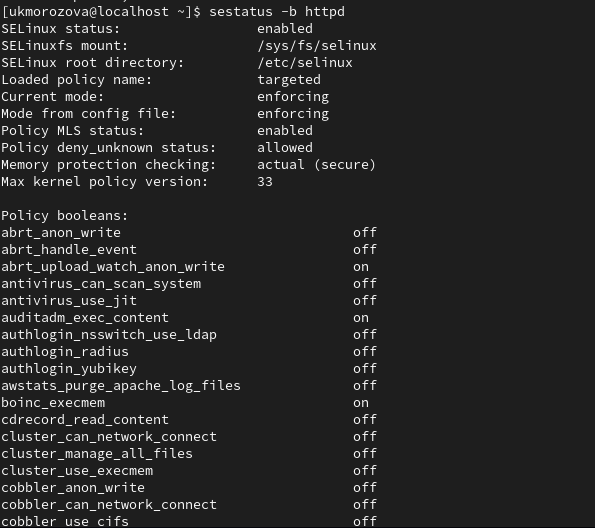 [ukmorozova@localhost ~]$ sestatus -b httpd
SELinux status:                 enabled
SELinuxfs mount:                /sys/fs/selinux
SELinux root directory:         /etc/selinux
Loaded policy name:             targeted
Current mode:                   enforcing
Mode from config file:          enforcing
Policy MLS status:              enabled
Policy deny_unknown status:     allowed
Memory protection checking:     actual (secure)
Max kernel policy version:      33

Policy booleans:
abrt_anon_write                             off
abrt_handle_event                           off
abrt_upload_watch_anon_write                on
antivirus_can_scan_system                   off
antivirus_use_jit                           off
auditadm_exec_content                       on
authlogin_nsswitch_use_ldap                 off
authlogin_radius                            off
authlogin_yubikey                           off
awstats_purge_apache_log_files              off
boinc_execmem                               on
cdrecord_read_content                       off
cluster_can_network_connect                 off
cluster_manage_all_files                    off
cluster_use_execmem                         off
cobbler_anon_write                          off
cobbler_can_network_connect                 off
cobbler_use_cifs                            off